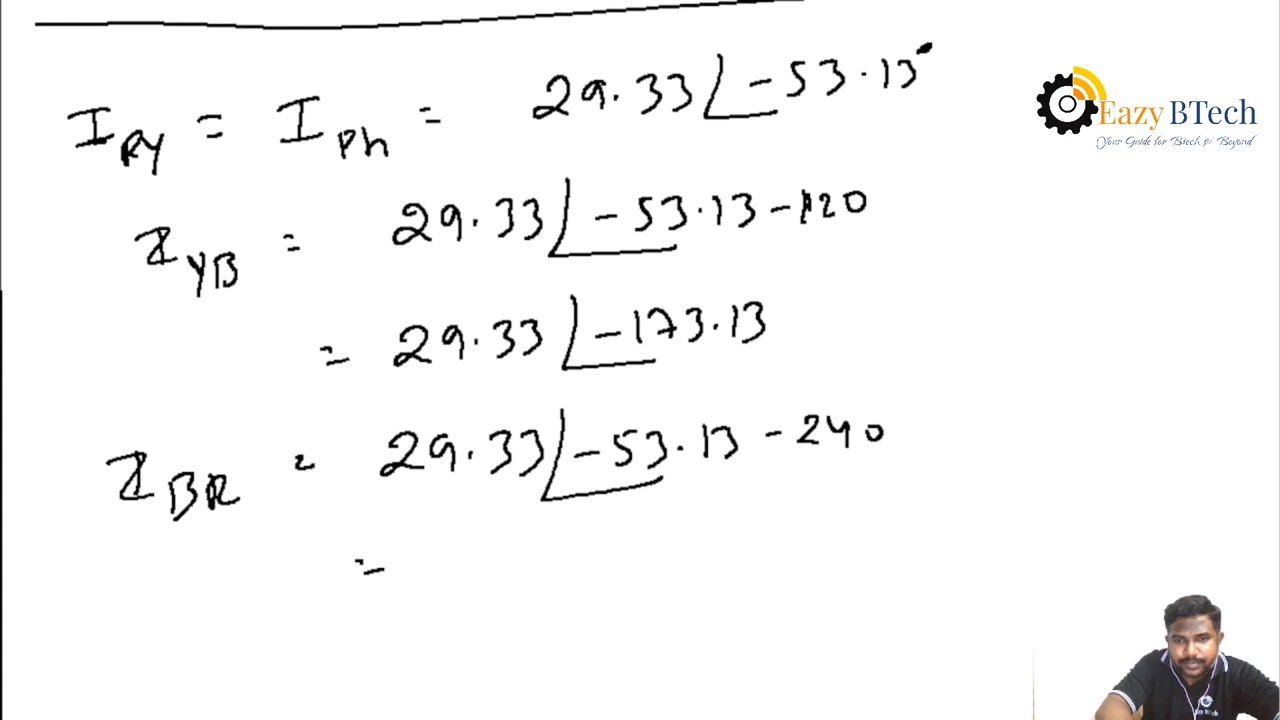 I_RY = I_Ph = 29.33 ∠-53.13°
I_YB = 29.33 ∠-53.13-120
= 29.33 ∠-173.13
I_BR = 29.33 ∠-53.13-240
=
Eazy BTech
Your Guide for Btech & Beyond